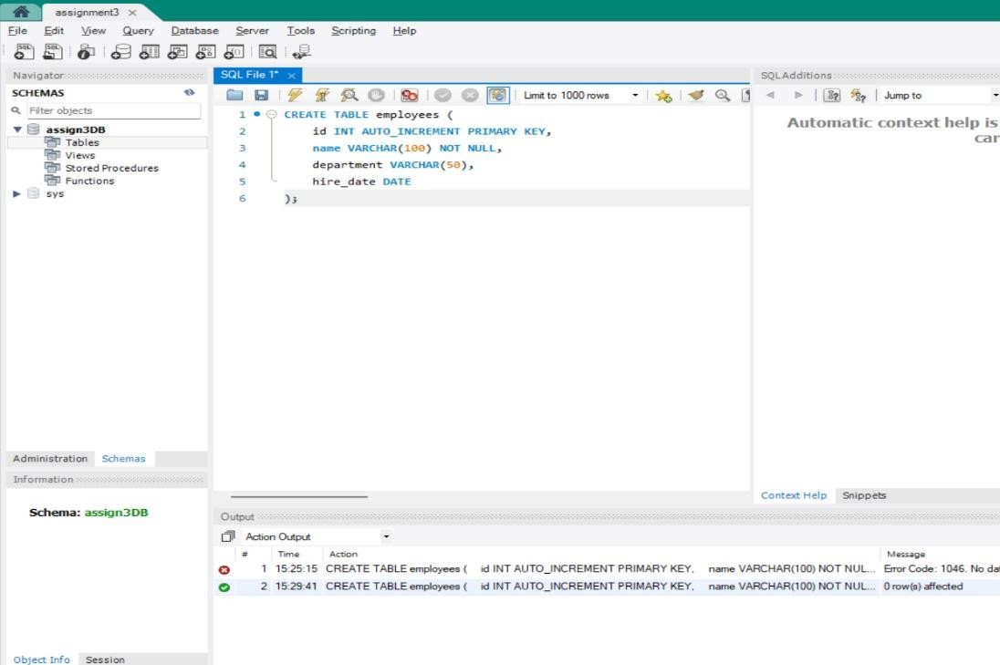 assignment3
File Edit View Query Database Server Tools Scripting Help
Navigator
SCHEMAS
Filter objects
assign3DB
Tables
Views
Stored Procedures
Functions
sys
Administration Schemas
Information
Schema: assign3DB
Object Info Session
SQL File 1*
Limit to 1000 rows
1 CREATE TABLE employees (
2 id INT AUTO_INCREMENT PRIMARY KEY,
3 name VARCHAR(100) NOT NULL,
4 department VARCHAR(50),
5 hire_date DATE
6 );
SQLAdditions
Jump to
Automatic context help is
car
Context Help Snippets
Output
Action Output
# Time Action Message
1 15:25:15 CREATE TABLE employees ( id INT AUTO_INCREMENT PRIMARY KEY, name VARCHAR(100) NOT NUL... Error Code: 1046. No dat
2 15:29:41 CREATE TABLE employees ( id INT AUTO_INCREMENT PRIMARY KEY, name VARCHAR(100) NOT NUL... 0 row(s) affected